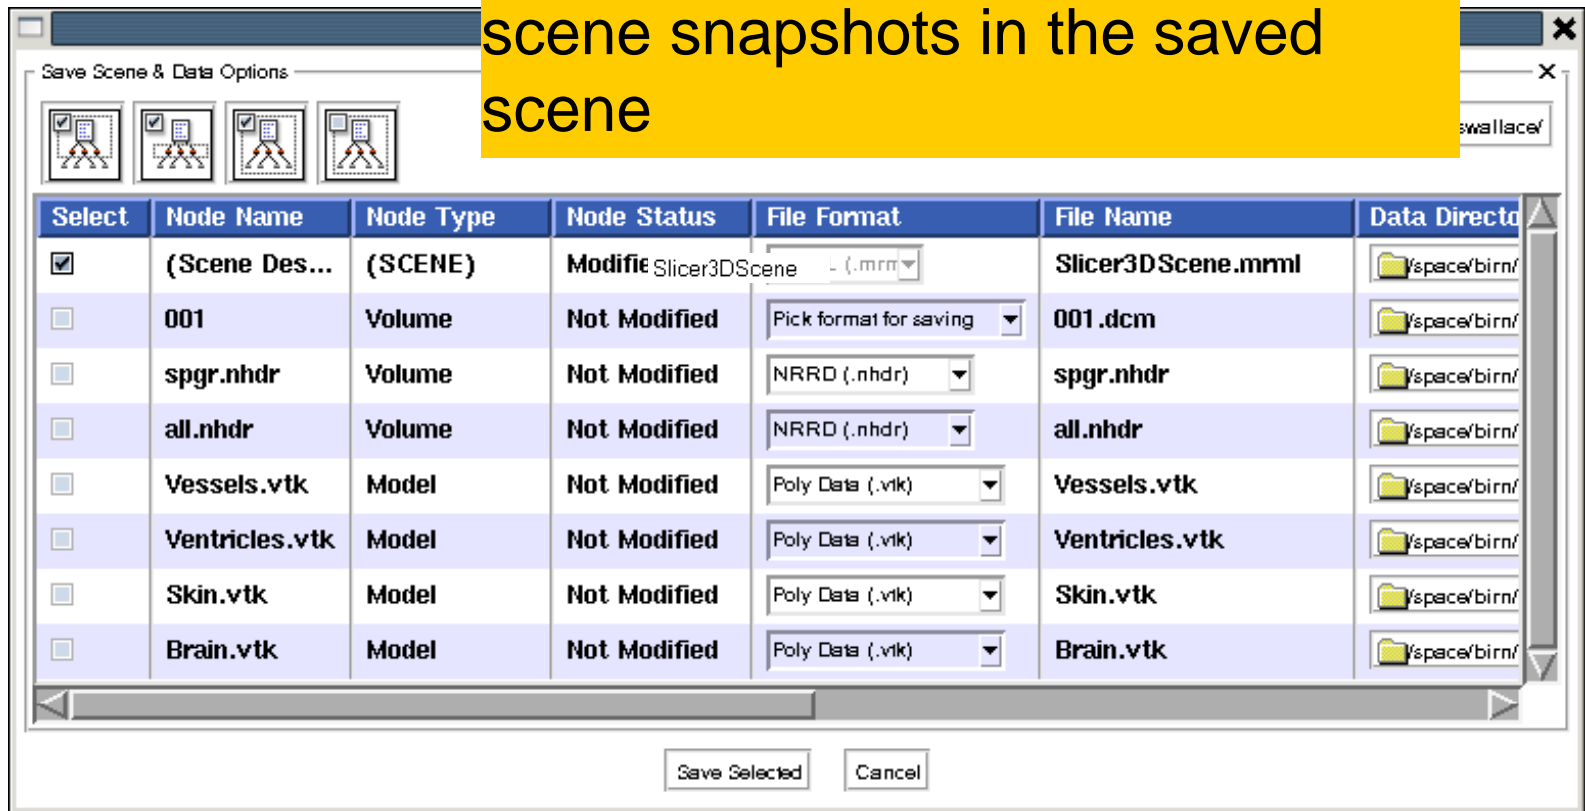 scene snapshots in the saved
scene
Save Scene & Data Options
swallace/
Select Node Name Node Type Node Status File Format File Name Data Directo
(Scene Des... (SCENE) Modifie Slicer3DScene (.mrm Slicer3DScene.mrml /space/birn/
001 Volume Not Modified Pick format for saving 001.dcm /space/birn/
spgr.nhdr Volume Not Modified NRRD (.nhdr) spgr.nhdr /space/birn/
all.nhdr Volume Not Modified NRRD (.nhdr) all.nhdr /space/birn/
Vessels.vtk Model Not Modified Poly Data (.vtk) Vessels.vtk /space/birn/
Ventricles.vtk Model Not Modified Poly Data (.vtk) Ventricles.vtk /space/birn/
Skin.vtk Model Not Modified Poly Data (.vtk) Skin.vtk /space/birn/
Brain.vtk Model Not Modified Poly Data (.vtk) Brain.vtk /space/birn/
Save Selected Cancel